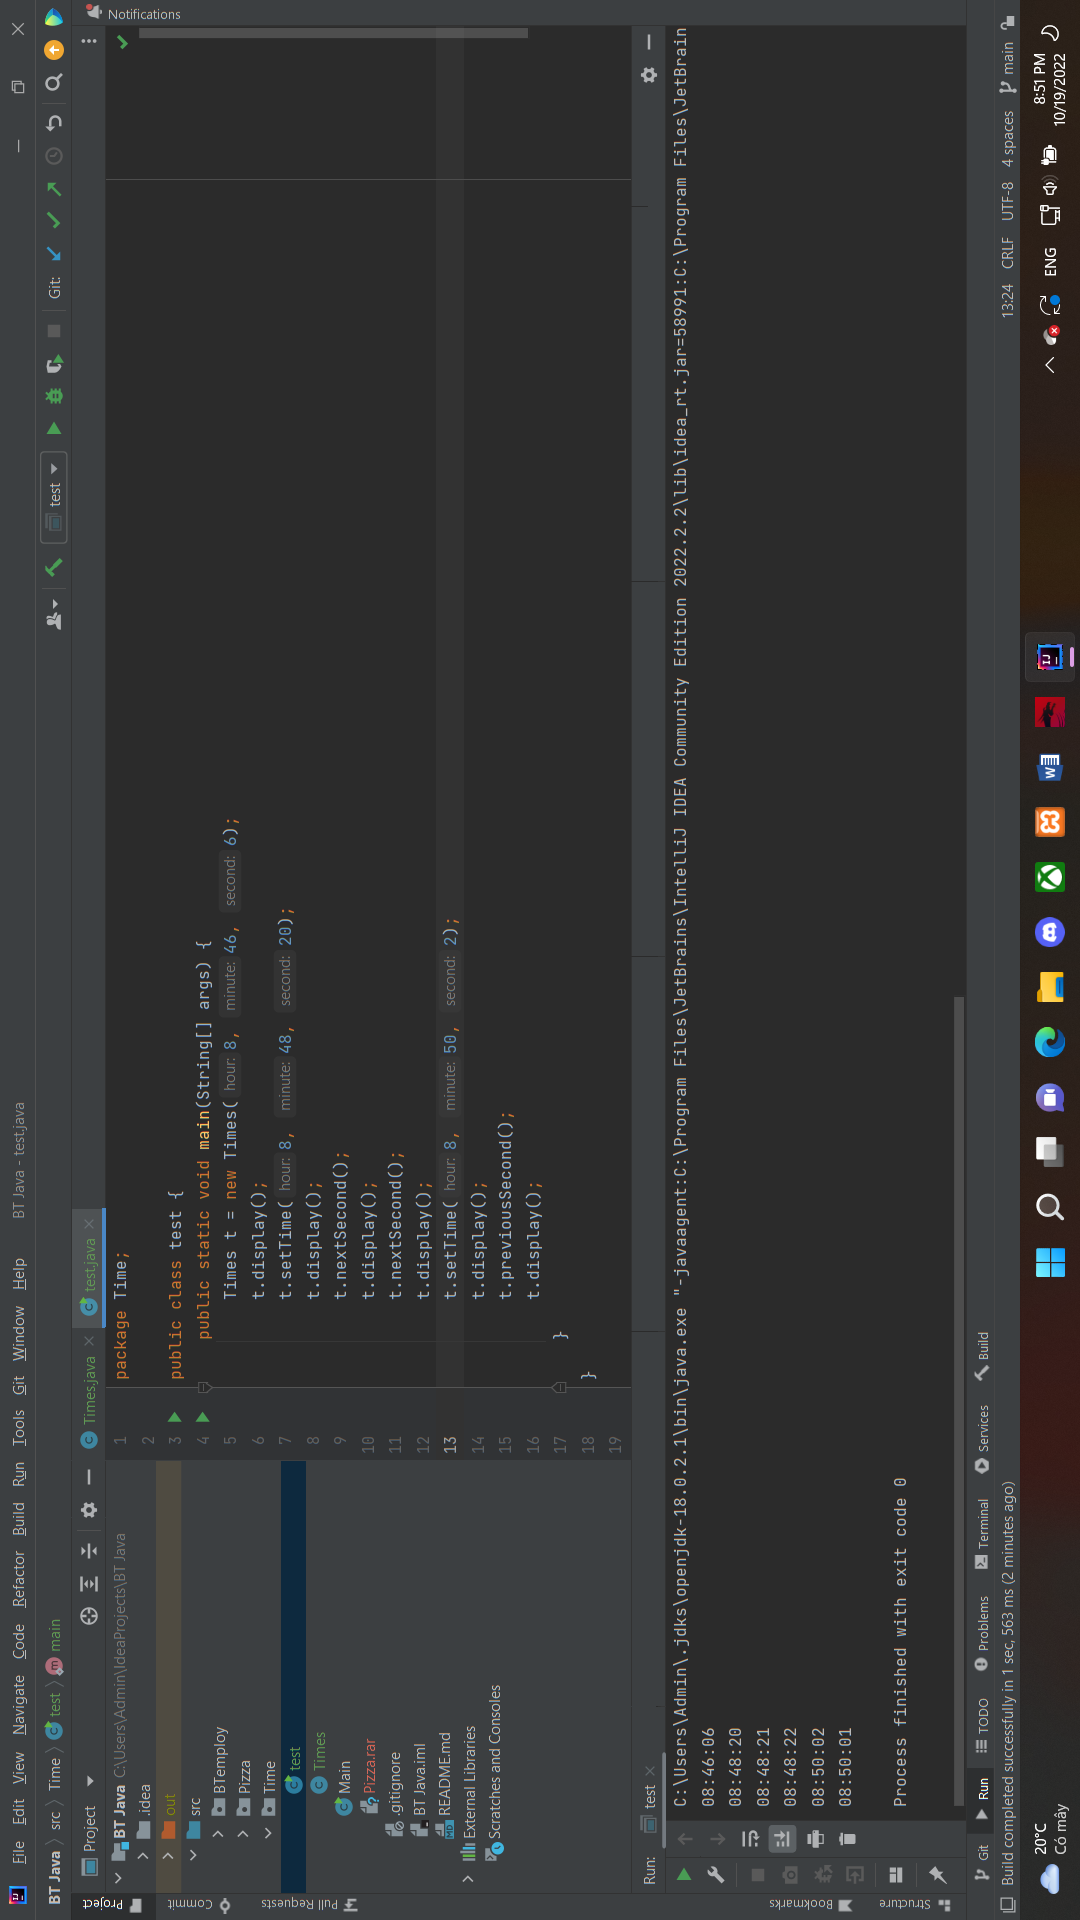 File Edit View Navigate Code Refactor Build Run Tools Git Window Help BT Java - test.java
BT Java src Time test main
test
Git:
Project
Times.java
test.java
Notifications
BT Java C:\Users\Admin\IdeaProjects\BT Java
.idea
out
src
BTemploy
Pizza
Time
test
Times
Main
Pizza.rar
.gitignore
BT Java.iml
README.md
External Libraries
Scratches and Consoles
1 package Time;
2
3 public class test {
4 public static void main(String[] args) {
5 Times t = new Times( hour: 8, minute: 46, second: 6);
6 t.display();
7 t.setTime( hour: 8, minute: 48, second: 20);
8 t.display();
9 t.nextSecond();
10 t.display();
11 t.nextSecond();
12 t.display();
13 t.setTime( hour: 8, minute: 50, second: 2);
14 t.display();
15 t.previousSecond();
16 t.display();
17 }
18 }
19
Project
Commit
Pull Requests
Bookmarks
Structure
Run: test
C:\Users\Admin\.jdks\openjdk-18.0.2.1\bin\java.exe "-javaagent:C:\Program Files\JetBrains\IntelliJ IDEA Community Edition 2022.2.2\lib\idea_rt.jar=58991:C:\Program Files\JetBrain
08:46:06
08:48:20
08:48:21
08:48:22
08:50:02
08:50:01
Process finished with exit code 0
Git Run TODO Problems Terminal Services Build
Build completed successfully in 1 sec, 563 ms (2 minutes ago)
13:24 CRLF UTF-8 4 spaces main
20°C
Có mây
ENG
8:51 PM
10/19/2022